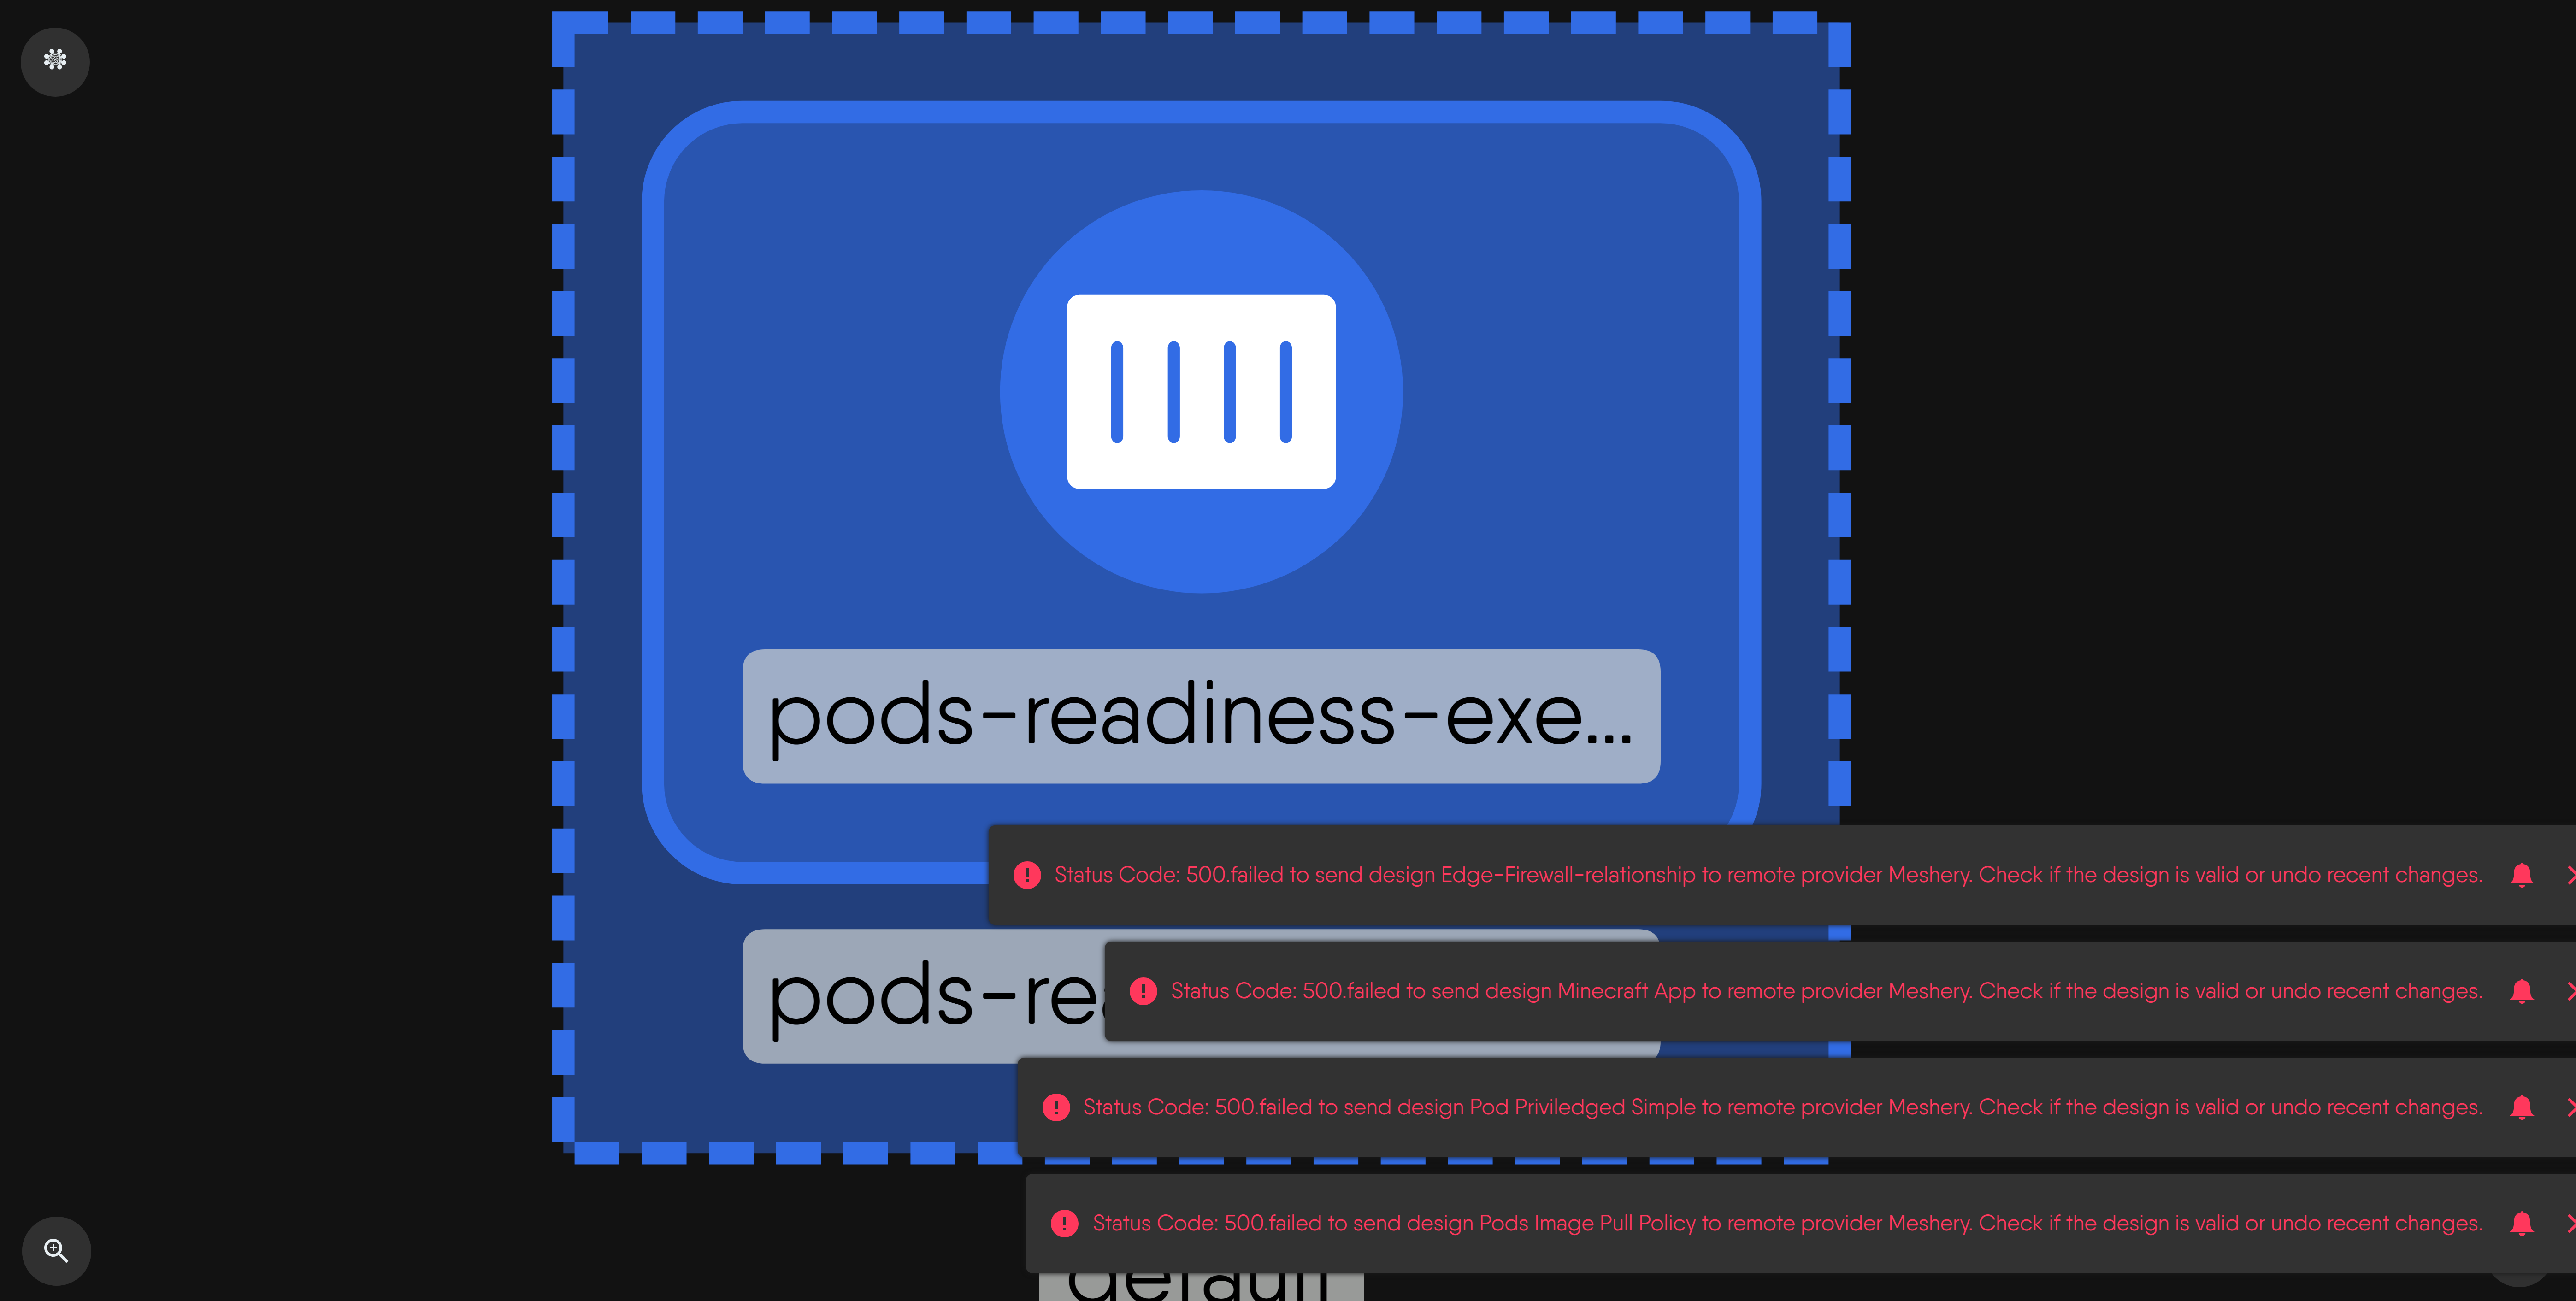 pods-readiness-exe...
Status Code: 500.failed to send design Edge-Firewall-relationship to remote provider Meshery. Check if the design is valid or undo recent changes.
pods-re
Status Code: 500.failed to send design Minecraft App to remote provider Meshery. Check if the design is valid or undo recent changes.
Status Code: 500.failed to send design Pod Priviledged Simple to remote provider Meshery. Check if the design is valid or undo recent changes.
Status Code: 500.failed to send design Pods Image Pull Policy to remote provider Meshery. Check if the design is valid or undo recent changes.
default